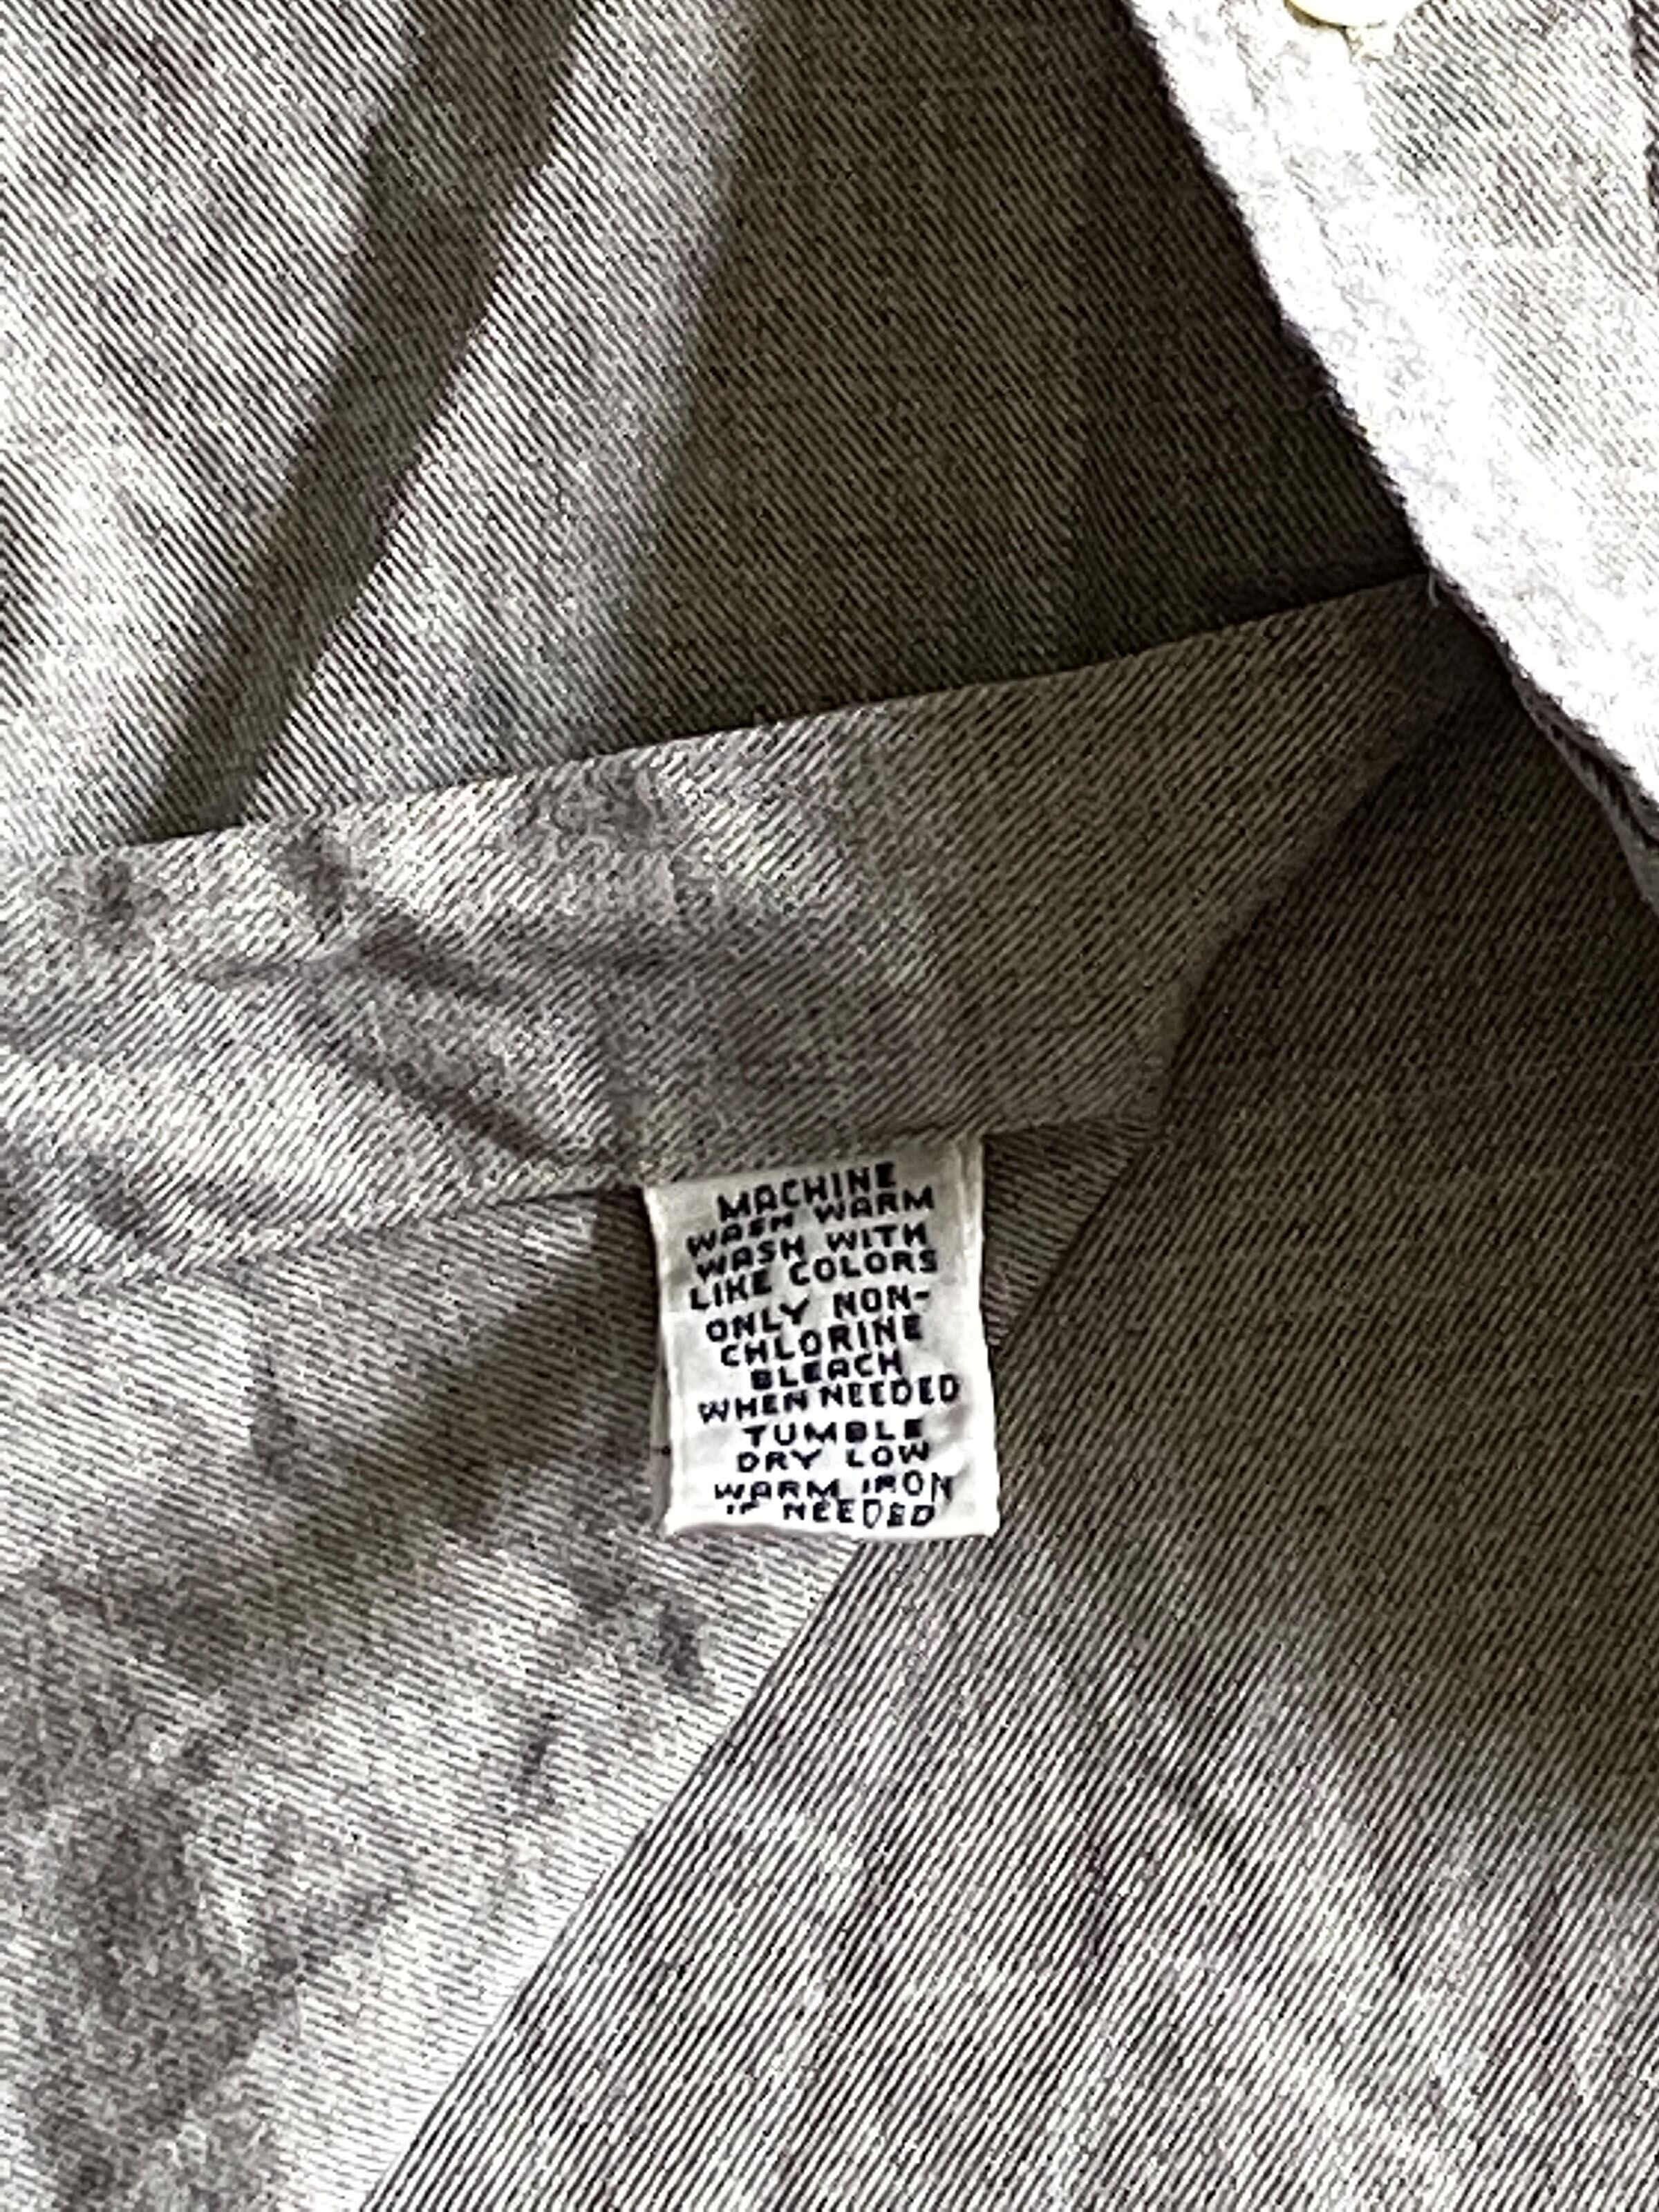 MACHINE
WASH WARM
WASH WITH
LIKE COLORS
ONLY NON-
CHLORINE
BLEACH
WHEN NEEDED
TUMBLE
DRY LOW
WARM IRON
IF NEEDED